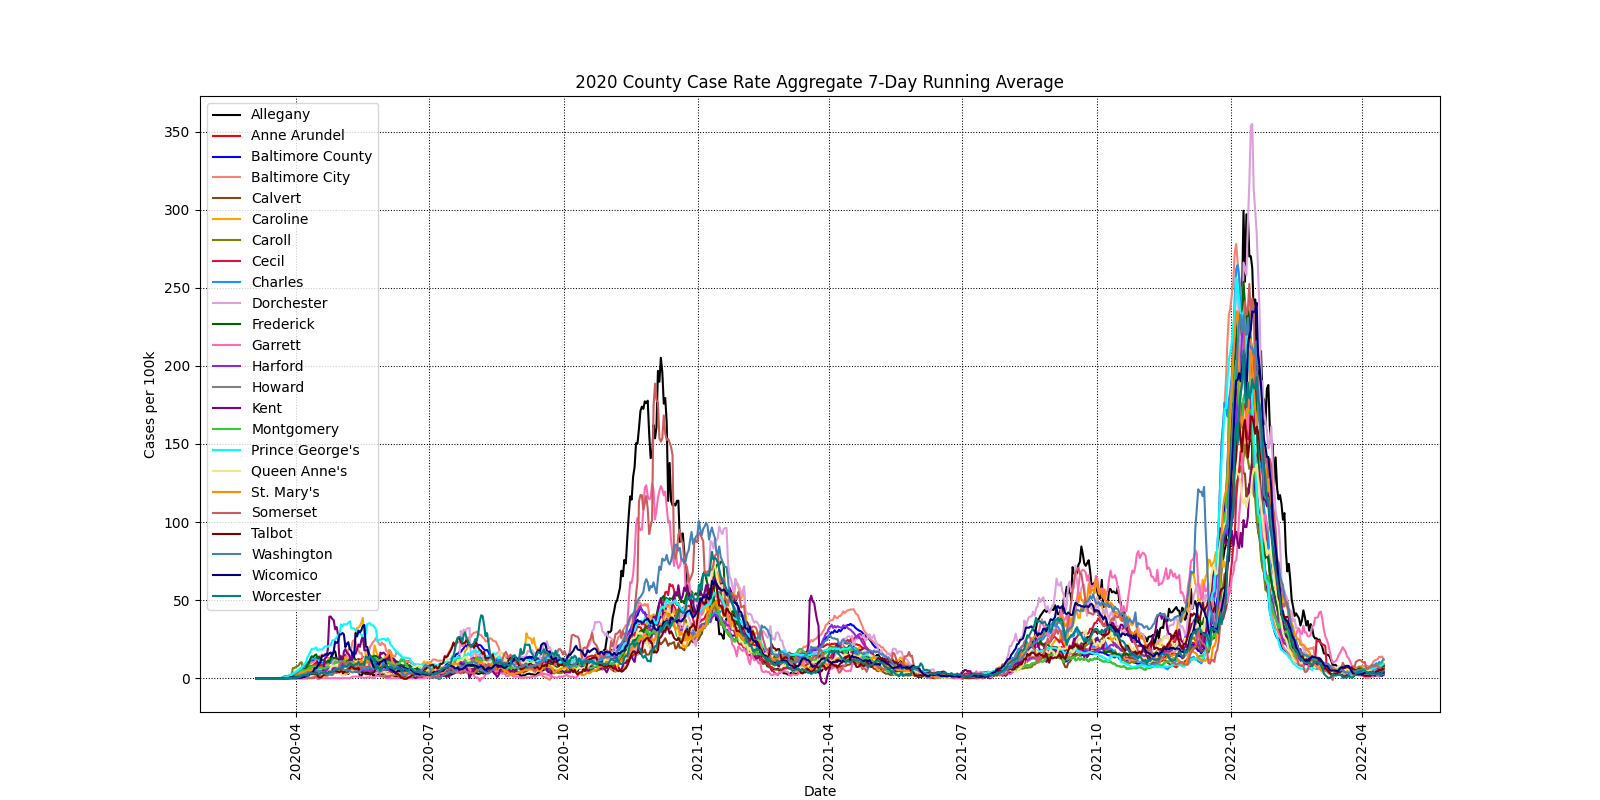 2020 County Case Rate Aggregate 7-Day Running Average
Allegany
Anne Arundel
Baltimore County
Baltimore City
Calvert
Caroline
Caroll
Cecil
Charles
Dorchester
Frederick
Garrett
Harford
Howard
Kent
Montgomery
Prince George's
Queen Anne's
St. Mary's
Somerset
Talbot
Washington
Wicomico
Worcester
Cases per 100k
350
300
250
200
150
100
50
0
2020-04
2020-07
2020-10
2021-01
2021-04
2021-07
2021-10
2022-01
2022-04
Date